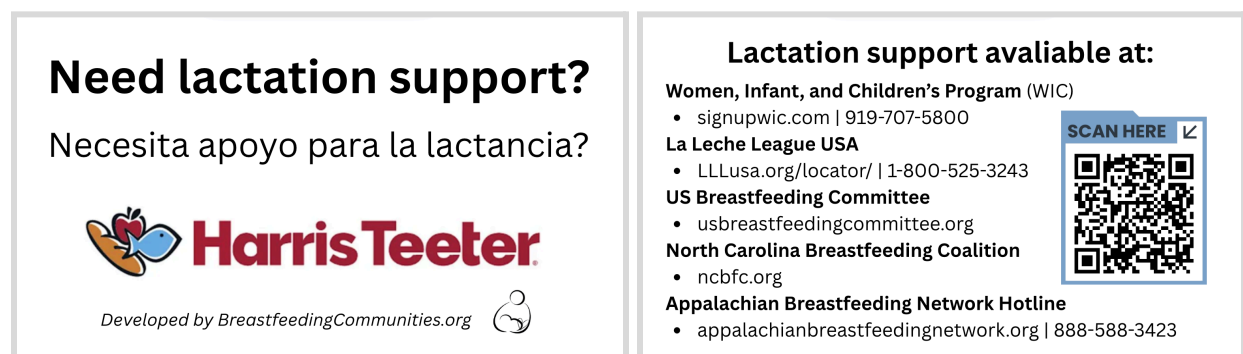 Need lactation support?
Necesita apoyo para la lactancia?
Harris Teeter
Developed by BreastfeedingCommunities.org
Lactation support avaliable at:
Women, Infant, and Children’s Program (WIC)
• signupwic.com | 919-707-5800
La Leche League USA
• LLLusa.org/locator/ | 1-800-525-3243
US Breastfeeding Committee
• usbreastfeedingcommittee.org
North Carolina Breastfeeding Coalition
• ncbfc.org
Appalachian Breastfeeding Network Hotline
• appalachianbreastfeedingnetwork.org | 888-588-3423
SCAN HERE